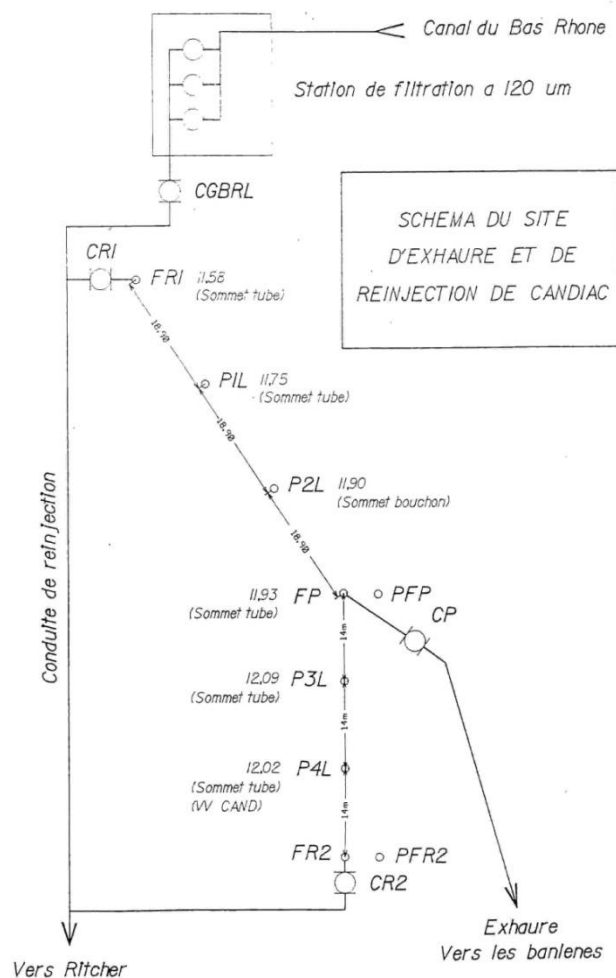 Canal du Bas Rhone
Station de filtration a 120 um
CGBRL
SCHEMA DU SITE
D'EXHAURE ET DE
REINJECTION DE CANDIAC
CRI
FRI 11,58
(Sommet tube)
18.90
PIL 11,75
(Sommet tube)
18.90
P2L 11,90
(Sommet bouchon)
18.90
Conduite de reinjection
11,93 FP PFP
(Sommet tube)
CP
14m
12,09 P3L
(Sommet tube)
14m
12,02 P4L
(Sommet tube)
(VV CAND)
14m
FR2 PFR2
CR2
Exhaure
Vers les banlenes
Vers Ritcher